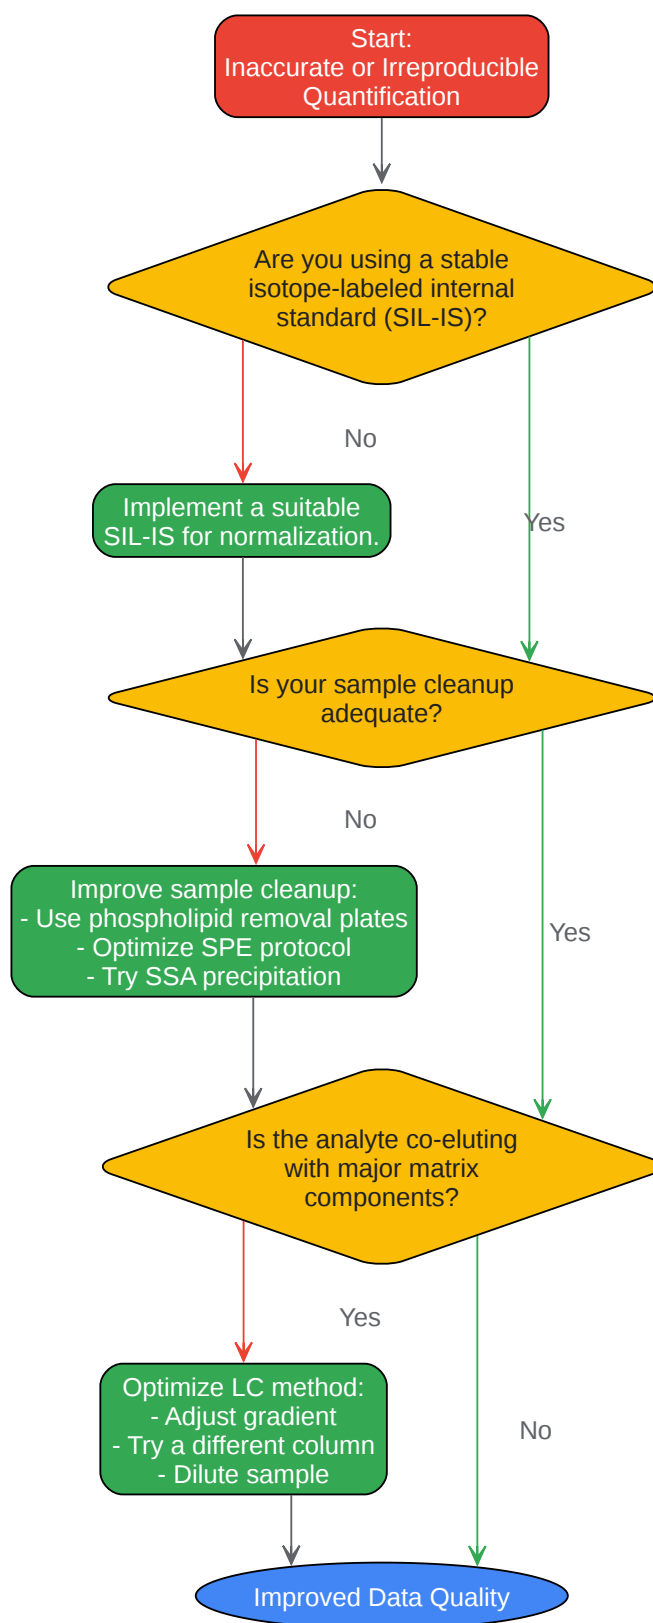 Start:
Inaccurate or Irreproducible
Quantification
Are you using a stable
isotope-labeled internal
standard (SIL-IS)?
No
Implement a suitable
SIL-IS for normalization.
Yes
Is your sample cleanup
adequate?
No
Improve sample cleanup:
- Use phospholipid removal plates
- Optimize SPE protocol
- Try SSA precipitation
Yes
Is the analyte co-eluting
with major matrix
components?
Yes
Optimize LC method:
- Adjust gradient
- Try a different column
- Dilute sample
No
Improved Data Quality